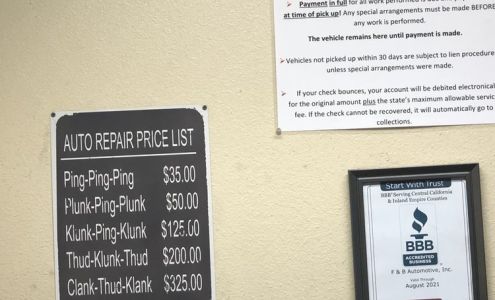 Payment in full for all work performed is
at time of pick up! Any special arrangements must be made BEFORE
any work is performed.
The vehicle remains here until payment is made.
➢Vehicles not picked up within 30 days are subject to lien procedure
unless special arrangements were made.
➢ If your check bounces, your account will be debited electronical
for the original amount plus the state's maximum allowable servic
fee. If the check cannot be recovered, it will automatically go to
collections.
AUTO REPAIR PRICE LIST
Ping-Ping-Ping $35.00
Plunk-Ping-Plunk $50.00
Klunk-Ping-Klunk $125.00
Thud-Klunk-Thud $200.00
Clank-Thud-Klank $325.00
Start With Trust
BBB Serving Central California
& Inland Empire Counties
BBB
ACCREDITED
BUSINESS
F & B Automotive, Inc.
Valid Through
August 2021